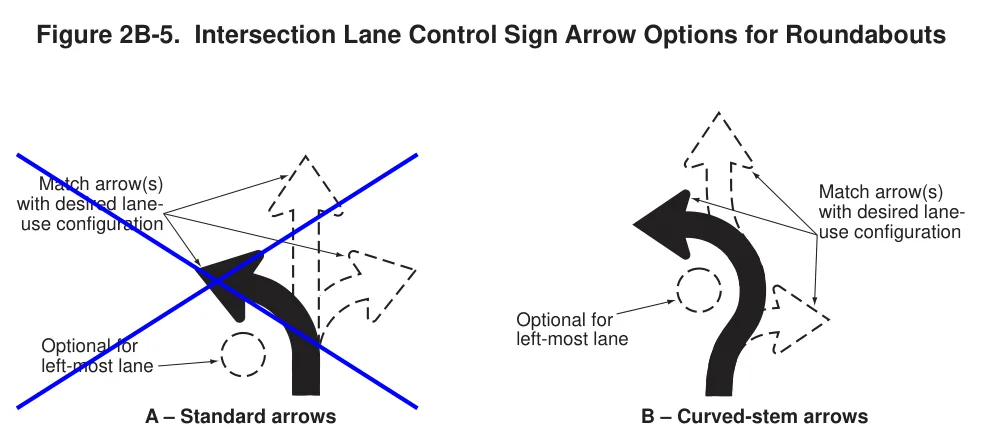 Figure 2B-5.  Intersection Lane Control Sign Arrow Options for Roundabouts
Match arrow(s)
with desired lane-
use configuration
Optional for
left-most lane
A – Standard arrows
Match arrow(s)
with desired lane-
use configuration
Optional for
left-most lane
B – Curved-stem arrows